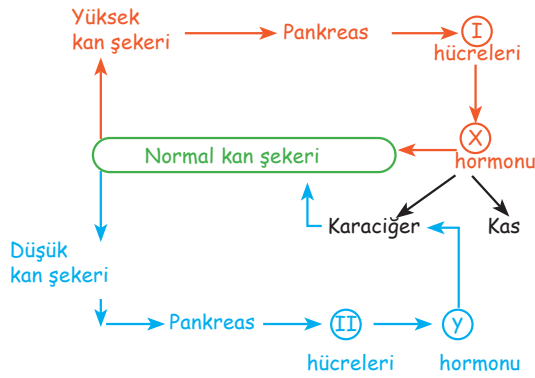 Yüksek
kan şekeri
Pankreas
I
hücreleri
X
hormonu
Normal kan şekeri
Karaciğer
Kas
Düşük
kan şekeri
Pankreas
II
hücreleri
y
hormonu